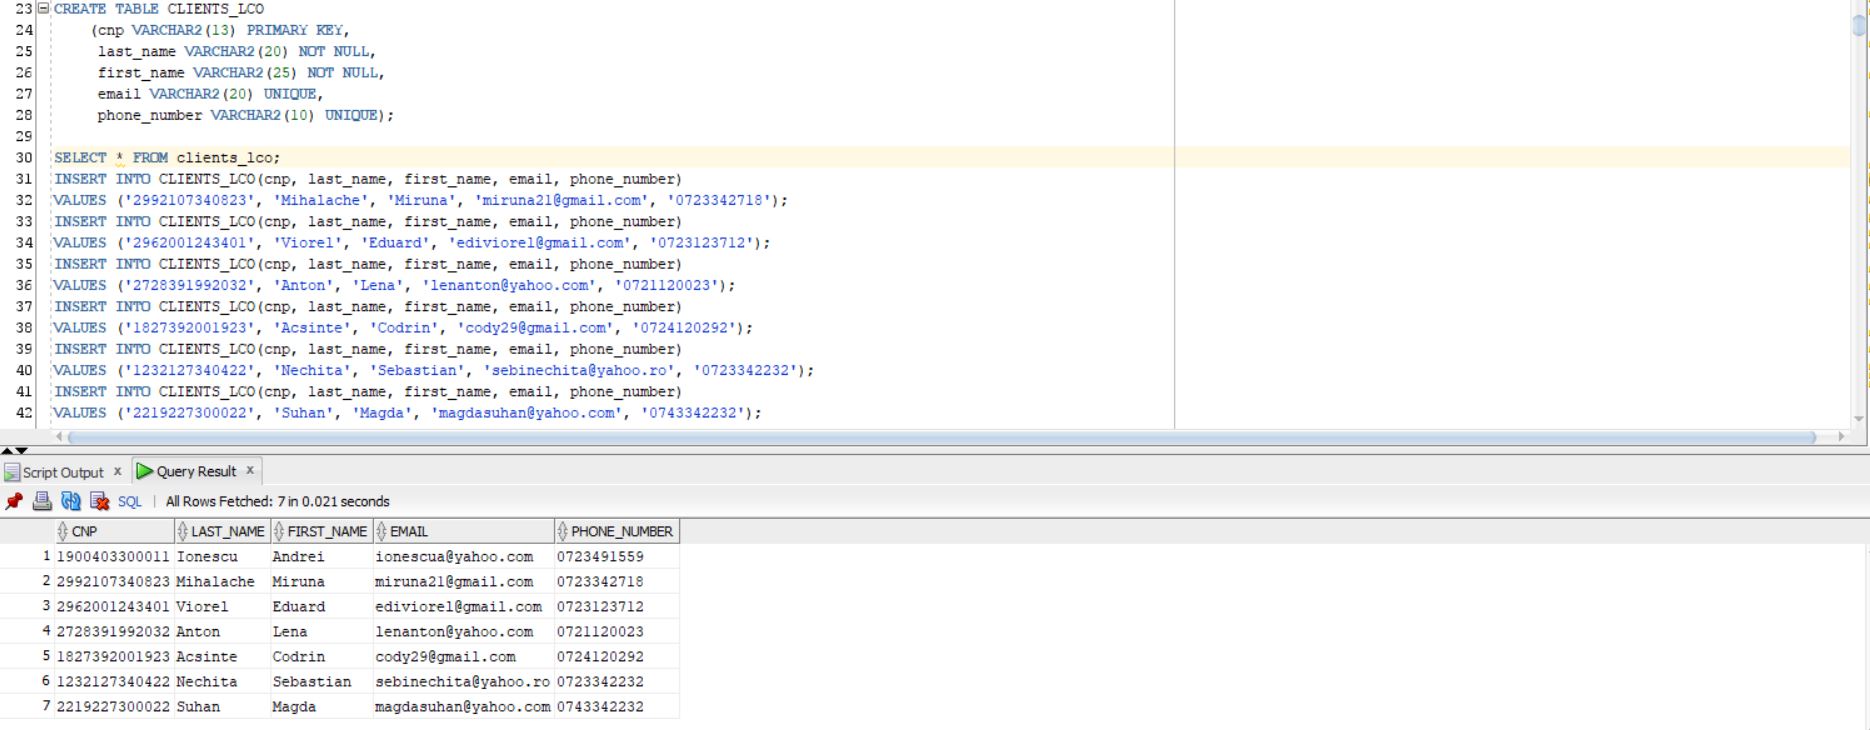 23 CREATE TABLE CLIENTS_LCO
24 (cnp VARCHAR2(13) PRIMARY KEY,
25 last_name VARCHAR2(20) NOT NULL,
26 first_name VARCHAR2(25) NOT NULL,
27 email VARCHAR2(20) UNIQUE,
28 phone_number VARCHAR2(10) UNIQUE);
29
30 SELECT * FROM clients_lco;
31 INSERT INTO CLIENTS_LCO(cnp, last_name, first_name, email, phone_number)
32 VALUES ('2992107340823', 'Mihalache', 'Miruna', 'miruna21@gmail.com', '0723342718');
33 INSERT INTO CLIENTS_LCO(cnp, last_name, first_name, email, phone_number)
34 VALUES ('2962001243401', 'Viorel', 'Eduard', 'ediviorel@gmail.com', '0723123712');
35 INSERT INTO CLIENTS_LCO(cnp, last_name, first_name, email, phone_number)
36 VALUES ('2728391992032', 'Anton', 'Lena', 'lenanton@yahoo.com', '0721120023');
37 INSERT INTO CLIENTS_LCO(cnp, last_name, first_name, email, phone_number)
38 VALUES ('1827392001923', 'Acsinte', 'Codrin', 'cody29@gmail.com', '0724120292');
39 INSERT INTO CLIENTS_LCO(cnp, last_name, first_name, email, phone_number)
40 VALUES ('1232127340422', 'Nechita', 'Sebastian', 'sebinechita@yahoo.ro', '0723342232');
41 INSERT INTO CLIENTS_LCO(cnp, last_name, first_name, email, phone_number)
42 VALUES ('2219227300022', 'Suhan', 'Magda', 'magdasuhan@yahoo.com', '0743342232');
Script Output x Query Result x
SQL | All Rows Fetched: 7 in 0.021 seconds
CNP LAST_NAME FIRST_NAME EMAIL PHONE_NUMBER
1 1900403300011 Ionescu Andrei ionescua@yahoo.com 0723491559
2 2992107340823 Mihalache Miruna miruna21@gmail.com 0723342718
3 2962001243401 Viorel Eduard ediviorel@gmail.com 0723123712
4 2728391992032 Anton Lena lenanton@yahoo.com 0721120023
5 1827392001923 Acsinte Codrin cody29@gmail.com 0724120292
6 1232127340422 Nechita Sebastian sebinechita@yahoo.ro 0723342232
7 2219227300022 Suhan Magda magdasuhan@yahoo.com 0743342232